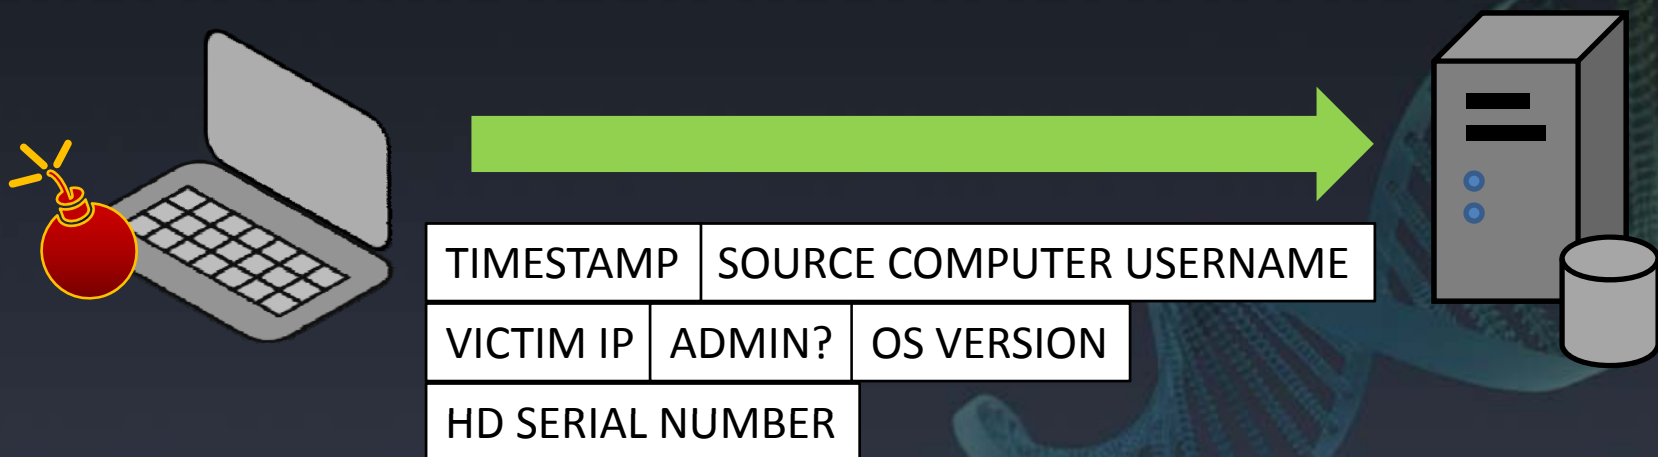 TIMESTAMP SOURCE COMPUTER USERNAME
VICTIM IP ADMIN? OS VERSION
HD SERIAL NUMBER